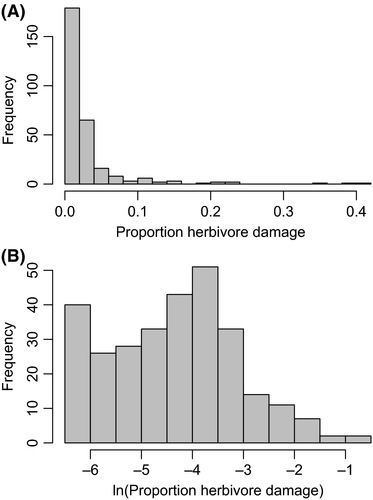 (A)
Frequency
150
100
50
0
0.0 0.1 0.2 0.3 0.4
Proportion herbivore damage
(B)
Frequency
50
40
30
20
10
0
–6 –5 –4 –3 –2 –1
ln(Proportion herbivore damage)